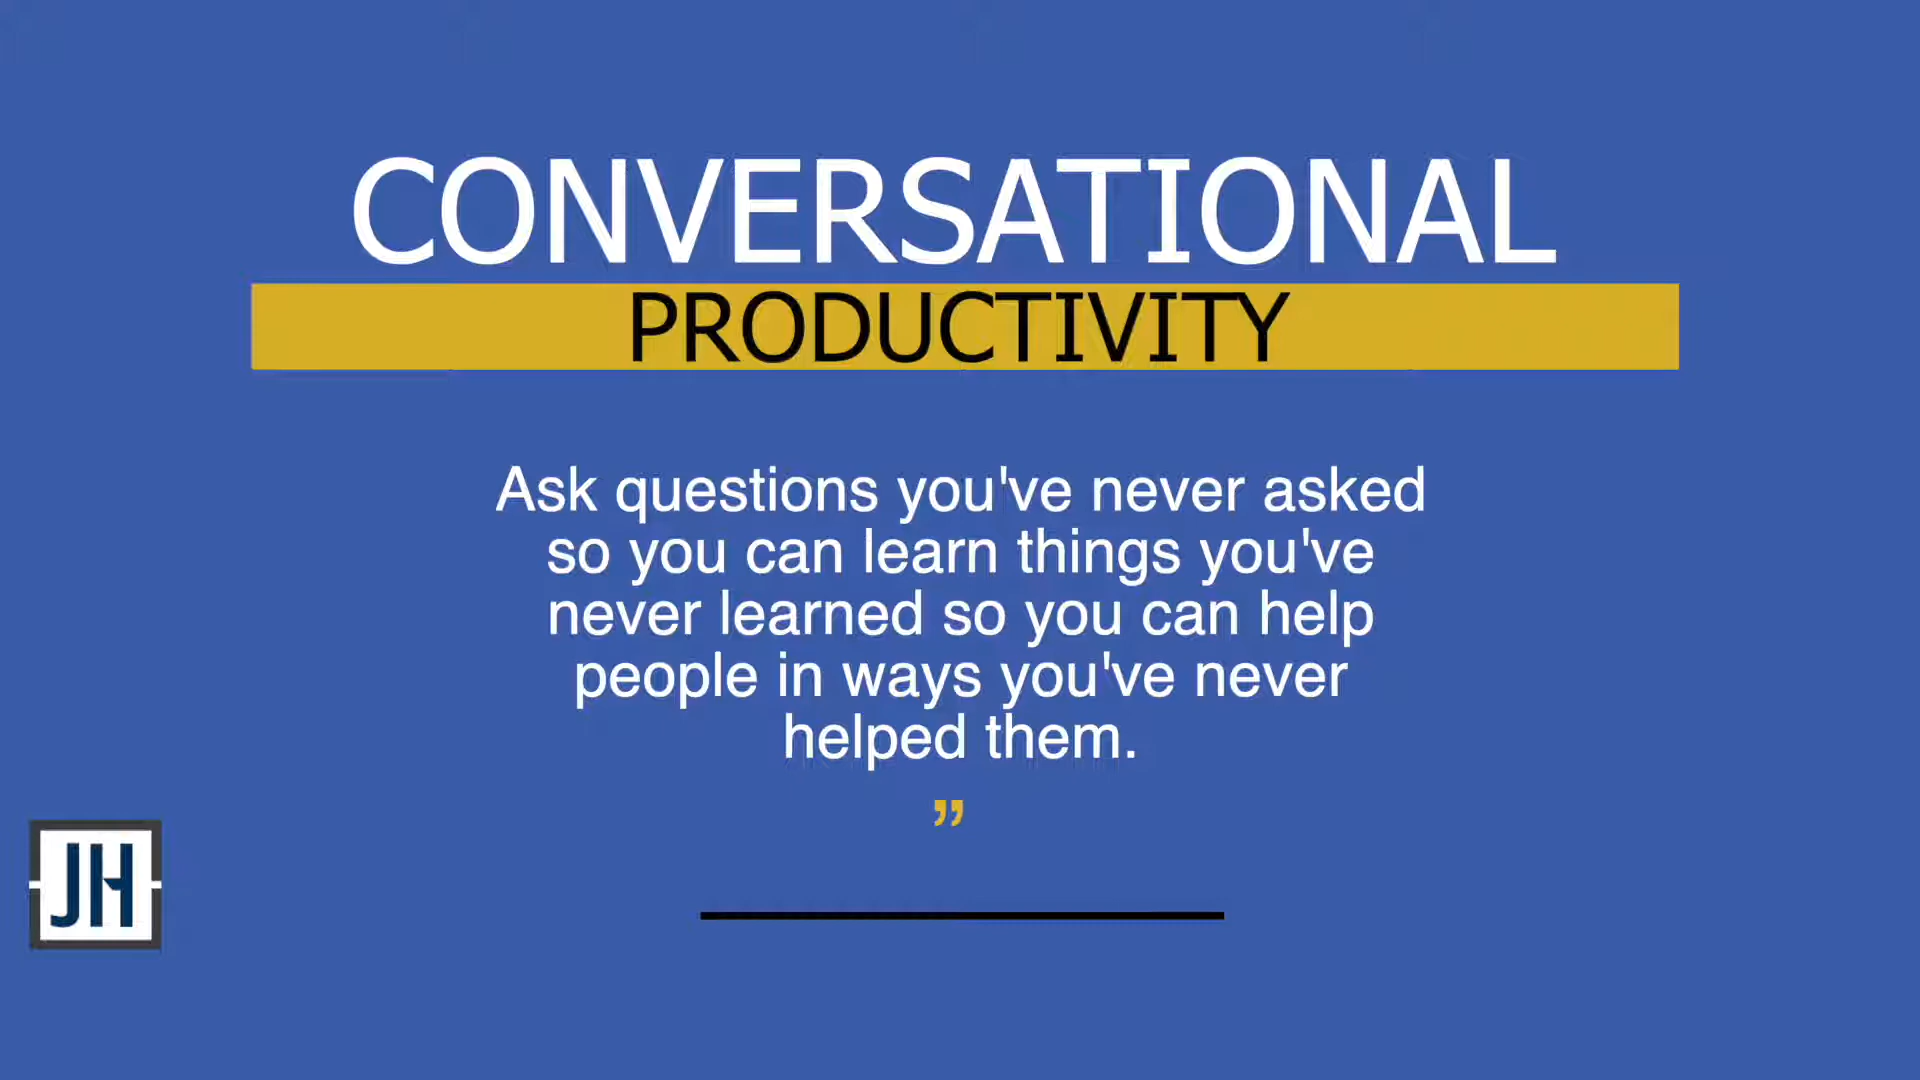 CONVERSATIONAL
PRODUCTIVITY
Ask questions you've never asked
so you can learn things you've
never learned so you can help
people in ways you've never
helped them.
”
JH